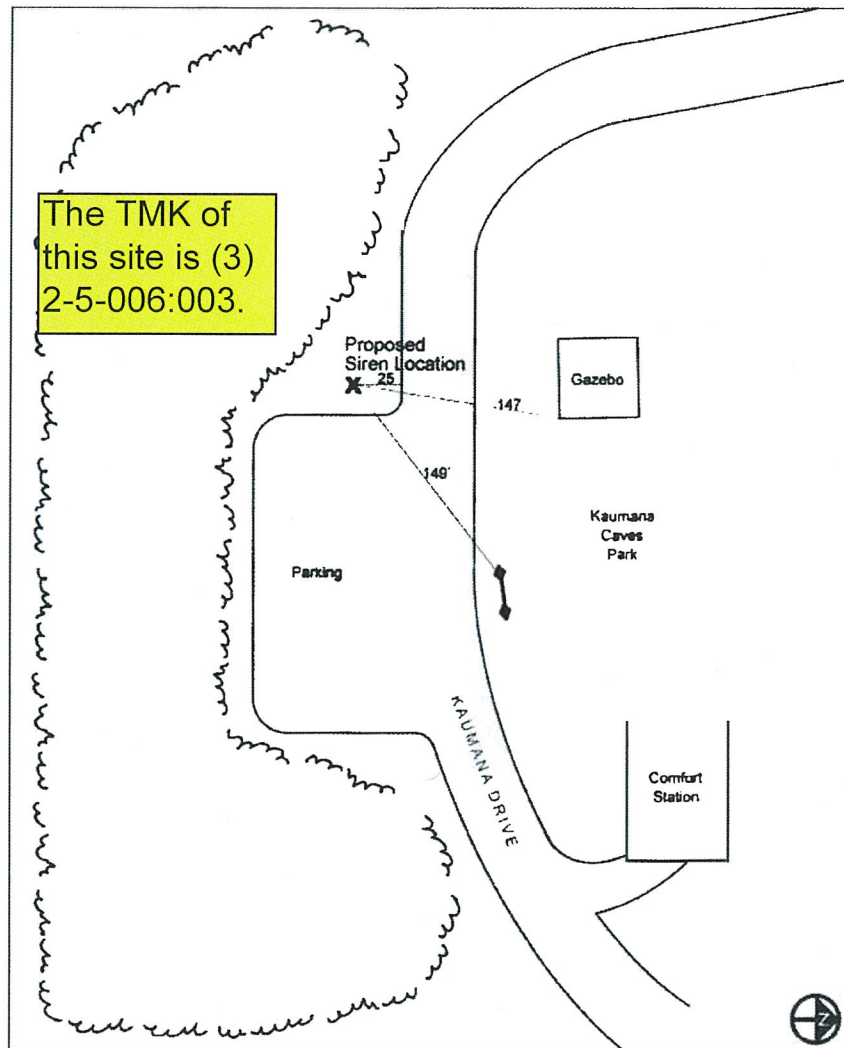 The TMK of
this site is (3)
2-5-006:003.
Proposed
Siren Location
25
147
Gazebo
149'
Kaumana
Caves
Park
Parking
KAUMANA DRIVE
Comfort
Station
Z